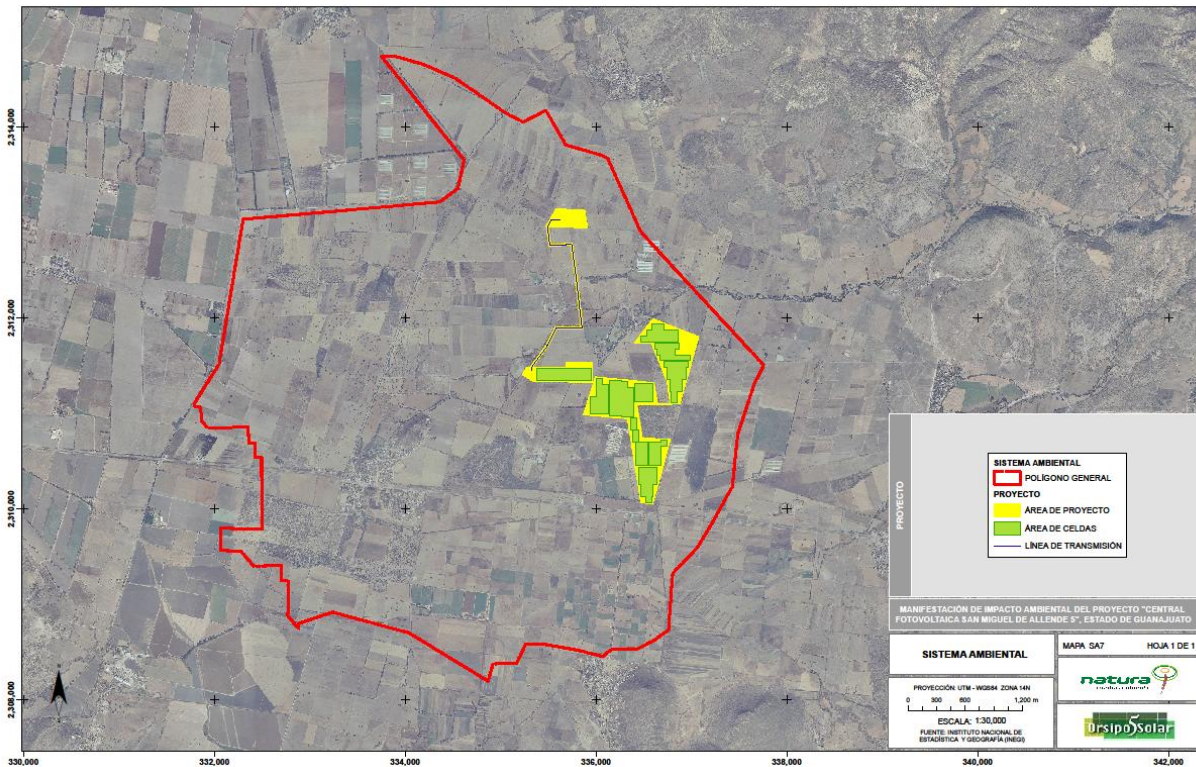 2,314,000
2,312,000
2,310,000
2,308,000
330,000
332,000
334,000
336,000
338,000
340,000
342,000
PROYECTO
SISTEMA AMBIENTAL
POLÍGONO GENERAL
PROYECTO
ÁREA DE PROYECTO
ÁREA DE CELDAS
LÍNEA DE TRANSMISIÓN
MANIFESTACIÓN DE IMPACTO AMBIENTAL DEL PROYECTO "CENTRAL
FOTOVOLTAICA SAN MIGUEL DE ALLENDE 5", ESTADO DE GUANAJUATO
SISTEMA AMBIENTAL
MAPA SA7 HOJA 1 DE 1
PROYECCIÓN: UTM - WGS84 ZONA 14N
0 300 600 1,200 m
ESCALA: 1:30,000
FUENTE: INSTITUTO NACIONAL DE
ESTADÍSTICA Y GEOGRAFÍA (INEGI)
natura
Orsipo5Solar